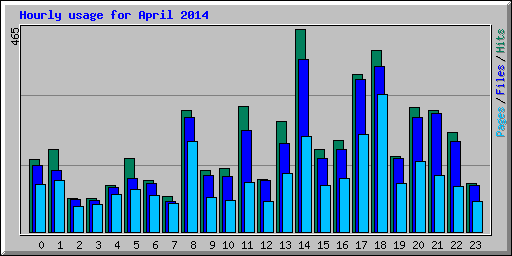 Hourly usage for April 2014
465
Pages/Files/Hits
0 1 2 3 4 5 6 7 8 9 10 11 12 13 14 15 16 17 18 19 20 21 22 23